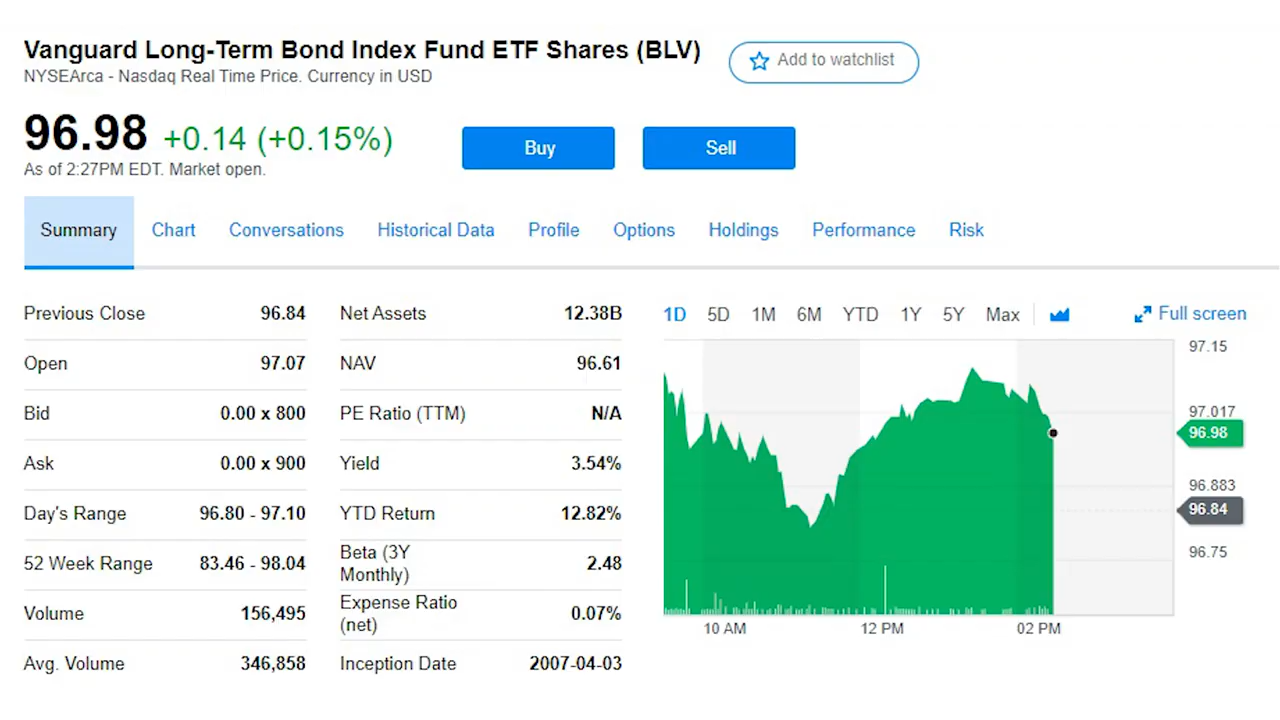 Vanguard Long-Term Bond Index Fund ETF Shares (BLV)
Add to watchlist
NYSEArca - Nasdaq Real Time Price. Currency in USD
96.98 +0.14 (+0.15%)
Buy
Sell
As of 2:27PM EDT. Market open.
Summary Chart Conversations Historical Data Profile Options Holdings Performance Risk
Previous Close 96.84
Open 97.07
Bid 0.00 x 800
Ask 0.00 x 900
Day's Range 96.80 - 97.10
52 Week Range 83.46 - 98.04
Volume 156,495
Avg. Volume 346,858
Net Assets 12.38B
NAV 96.61
PE Ratio (TTM) N/A
Yield 3.54%
YTD Return 12.82%
Beta (3Y
Monthly) 2.48
Expense Ratio
(net) 0.07%
Inception Date 2007-04-03
1D 5D 1M 6M YTD 1Y 5Y Max Full screen
97.15
97.017
96.98
96.883
96.84
96.75
10 AM 12 PM 02 PM